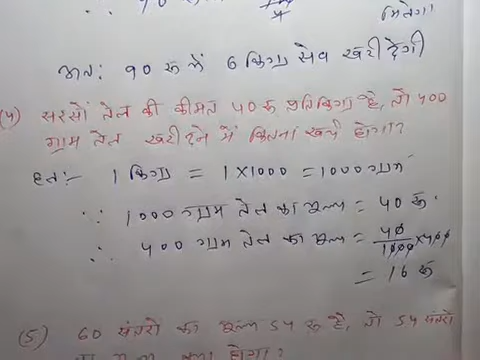 90
मिलेगा
अतः 90 रू में 6 किग्रा सेव खरीदेगी
(4) सरसों तेल की कीमत 40 रू प्रतिकिग्रा है, तो 400
ग्राम तेल खरीदने में कितना खर्च होगा?
हलः- 1 किग्रा = 1×1000 = 1000 ग्राम
∵ 1000 ग्राम तेल का मूल्य = 40 रू.
∴ 400 ग्राम तेल का मूल्य = 40/1000 × 400
= 16 रू
(5) 60 संतरो का मूल्य 54 रू है, तो 54 संतरो
का मूल्य क्या होगा?